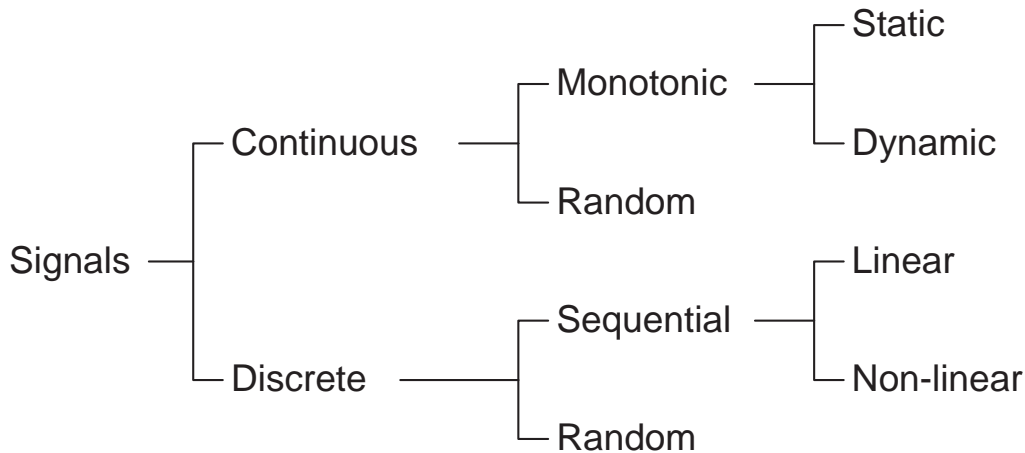 Static
Monotonic
Continuous
Dynamic
Random
Signals
Linear
Sequential
Discrete
Non-linear
Random